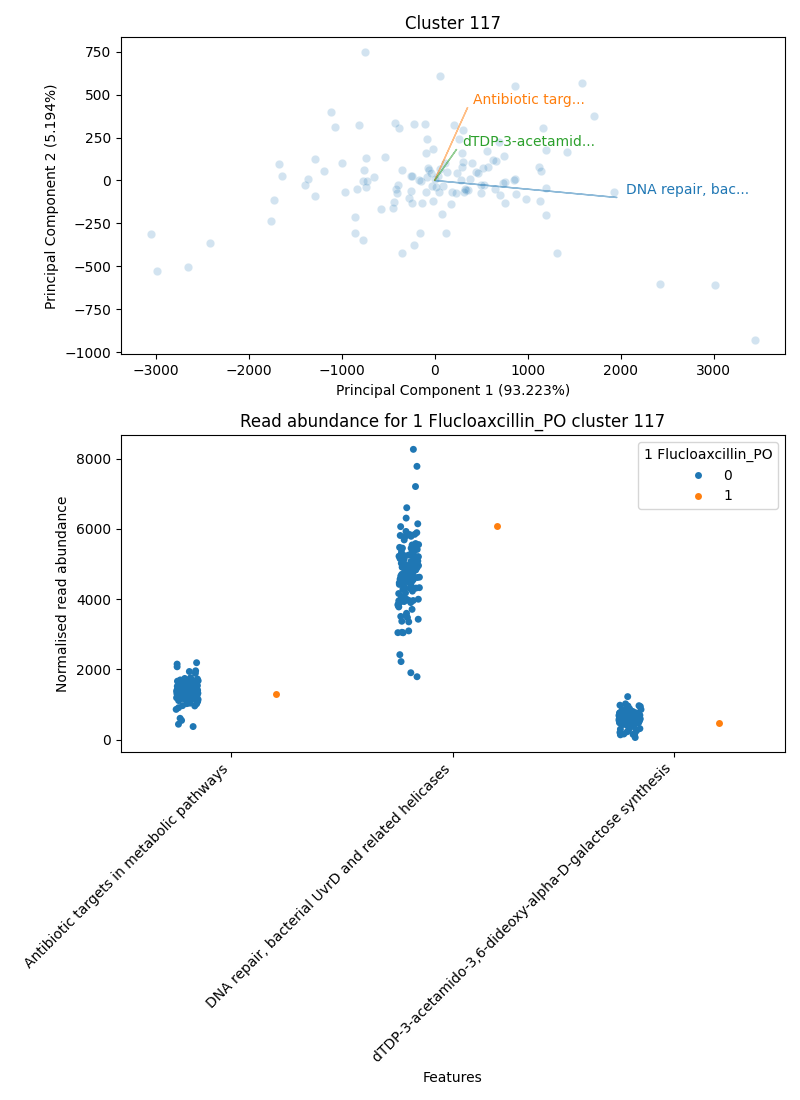 Cluster 117
750
500
250
0
−250
−500
−750
−1000
Principal Component 2 (5.194%)
Antibiotic targ...
dTDP-3-acetamid...
DNA repair, bac...
−3000
−2000
−1000
0
1000
2000
3000
Principal Component 1 (93.223%)
Read abundance for 1 Flucloaxcillin_PO cluster 117
8000
6000
4000
2000
0
Normalised read abundance
1 Flucloaxcillin_PO
0
1
Antibiotic targets in metabolic pathways
DNA repair, bacterial UvrD and related helicases
dTDP-3-acetamido-3,6-dideoxy-alpha-D-galactose synthesis
Features